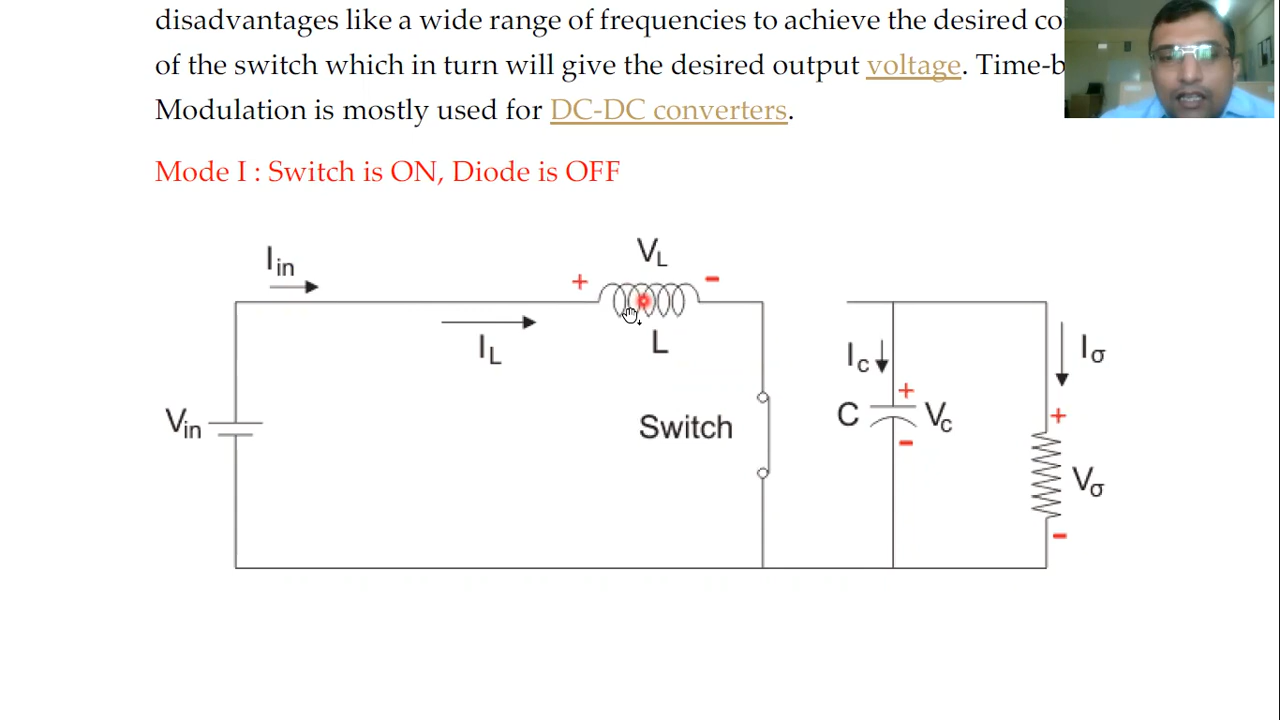 disadvantages like a wide range of frequencies to achieve the desired co
of the switch which in turn will give the desired output voltage. Time-b
Modulation is mostly used for DC-DC converters.
Mode I : Switch is ON, Diode is OFF
VL
Iin
+ -
IL
L
Ic
Iσ
+
+
Vin
Switch
C
Vc
-
Vσ
-